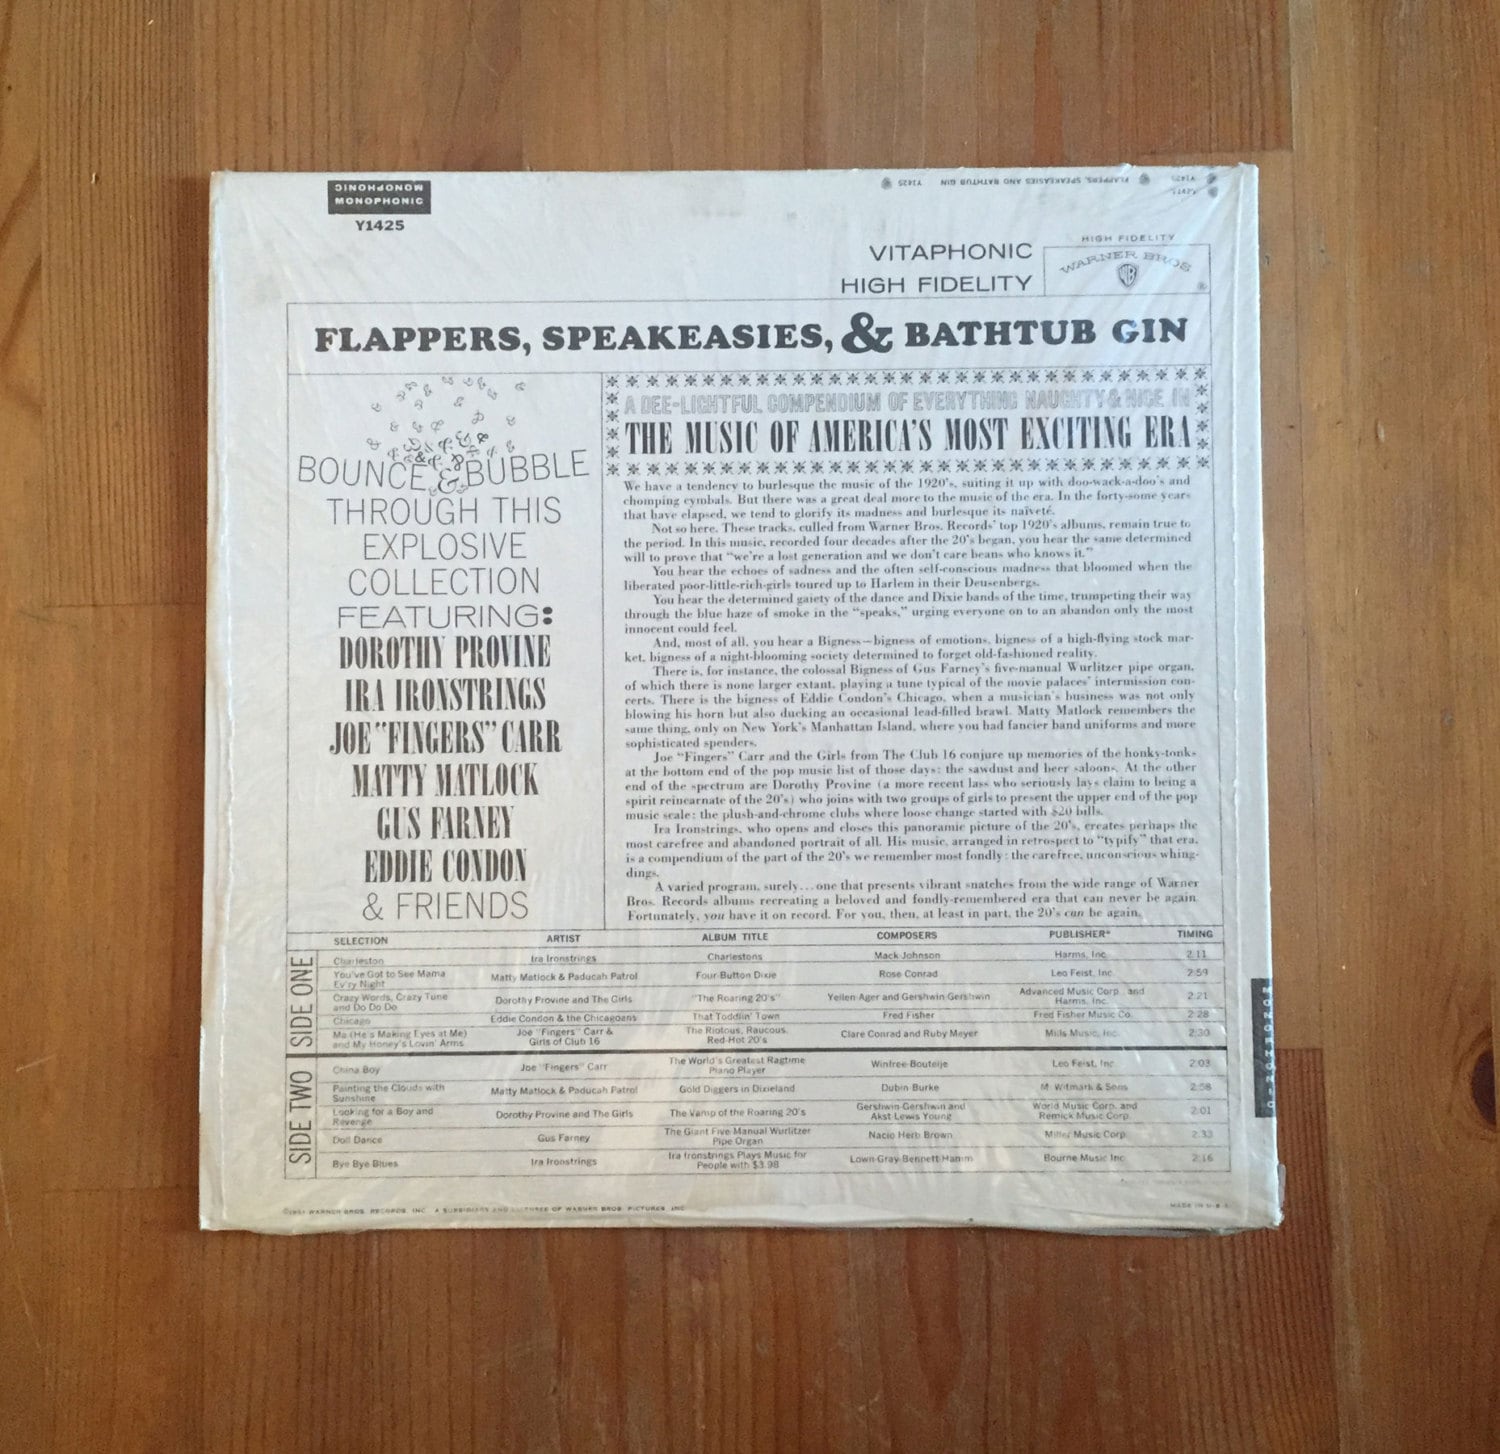 MONOPHONIC
MONOPHONIC
Y1425
Y1425 FLAPPERS, SPEAKEASIES AND BATHTUB GIN Y1425
VITAPHONIC
HIGH FIDELITY
HIGH FIDELITY
WARNER BROS
WB
FLAPPERS, SPEAKEASIES, & BATHTUB GIN
BOUNCE & BUBBLE
THROUGH THIS
EXPLOSIVE
COLLECTION
FEATURING:
DOROTHY PROVINE
IRA IRONSTRINGS
JOE "FINGERS" CARR
MATTY MATLOCK
GUS FARNEY
EDDIE CONDON
& FRIENDS
A DEE-LIGHTFUL COMPENDIUM OF EVERYTHING NAUGHTY & NICE IN
THE MUSIC OF AMERICA'S MOST EXCITING ERA
We have a tendency to burlesque the music of the 1920's, suiting it up with doo-wack-a-doo's and
chomping cymbals. But there was a great deal more to the music of the era. In the forty-some years
that have elapsed, we tend to glorify its madness and burlesque its naïveté.
Not so here. These tracks, culled from Warner Bros. Records' top 1920's albums, remain true to
the period. In this music, recorded four decades after the 20's began, you hear the same determined
will to prove that "we're a lost generation and we don't care beans who knows it."
You hear the echoes of sadness and the often self-conscious madness that bloomed when the
liberated poor-little-rich-girls toured up to Harlem in their Deusenbergs.
You hear the determined gaiety of the dance and Dixie bands of the time, trumpeting their way
through the blue haze of smoke in the "speaks," urging everyone on to an abandon only the most
innocent could feel.
And, most of all, you hear a Bigness—bigness of emotions, bigness of a high-flying stock mar-
ket, bigness of a night-blooming society determined to forget old-fashioned reality.
There is, for instance, the colossal Bigness of Gus Farney's five-manual Wurlitzer pipe organ,
of which there is none larger extant, playing a tune typical of the movie palaces' intermission con-
certs. There is the bigness of Eddie Condon's Chicago, when a musician's business was not only
blowing his horn but also ducking an occasional lead-filled brawl. Matty Matlock remembers the
same thing, only on New York's Manhattan Island, where you had fancier band uniforms and more
sophisticated spenders.
Joe "Fingers" Carr and the Girls from The Club 16 conjure up memories of the honky-tonks
at the bottom end of the pop music list of those days: the sawdust and beer saloons. At the other
end of the spectrum are Dorothy Provine (a more recent lass who seriously lays claim to being a
spirit reincarnate of the 20's) who joins with two groups of girls to present the upper end of the pop
music scale: the plush-and-chrome clubs where loose change started with $20 bills.
Ira Ironstrings, who opens and closes this panoramic picture of the 20's, creates perhaps the
most carefree and abandoned portrait of all. His music, arranged in retrospect to "typify" that era,
is a compendium of the part of the 20's we remember most fondly: the carefree, unconscious whing-
dings.
A varied program, surely...one that presents vibrant snatches from the wide range of Warner
Bros. Records albums recreating a beloved and fondly-remembered era that can never be again.
Fortunately, you have it on record. For you, then, at least in part, the 20's can be again.
SELECTION ARTIST ALBUM TITLE COMPOSERS PUBLISHER* TIMING
SIDE ONE
Charleston Ira Ironstrings Charlestons Mack Johnson Harms, Inc. 2:11
You've Got to See Mama
Ev'ry Night Matty Matlock & Paducah Patrol Four Button Dixie Rose Conrad Leo Feist, Inc. 2:59
Crazy Words, Crazy Tune
and Do Do Do Dorothy Provine and The Girls "The Roaring 20's" Yellen-Ager and Gershwin-Gershwin Advanced Music Corp. and
Harms, Inc. 2:21
Chicago Eddie Condon & the Chicagoans That Toddlin' Town Fred Fisher Fred Fisher Music Co. 2:28
Ma (He's Making Eyes at Me)
and My Honey's Lovin' Arms Joe "Fingers" Carr &
Girls of Club 16 The Riotous, Raucous,
Red-Hot 20's Clare Conrad and Ruby Meyer Mills Music, Inc. 2:30
SIDE TWO
China Boy Joe "Fingers" Carr The World's Greatest Ragtime
Piano Player Winfree-Bouteije Leo Feist, Inc. 2:03
Painting the Clouds with
Sunshine Matty Matlock & Paducah Patrol Gold Diggers in Dixieland Dubin Burke M. Witmark & Sons 2:58
Looking for a Boy and
Revenge Dorothy Provine and The Girls The Vamp of the Roaring 20's Gershwin-Gershwin and
Akst-Lewis-Young World Music Corp. and
Remick Music Corp. 2:01
Doll Dance Gus Farney The Giant Five-Manual Wurlitzer
Pipe Organ Nacio Herb Brown Miller Music Corp. 2:33
Bye Bye Blues Ira Ironstrings Ira Ironstrings Plays Music for
People with $3.98 Lown-Gray-Bennett-Hamm Bourne Music Inc. 2:16
WARNER BROS. RECORDS, INC. A SUBSIDIARY AND LICENSEE OF WARNER BROS. PICTURES, INC.
MADE IN U.S.A.
MONOPHONIC